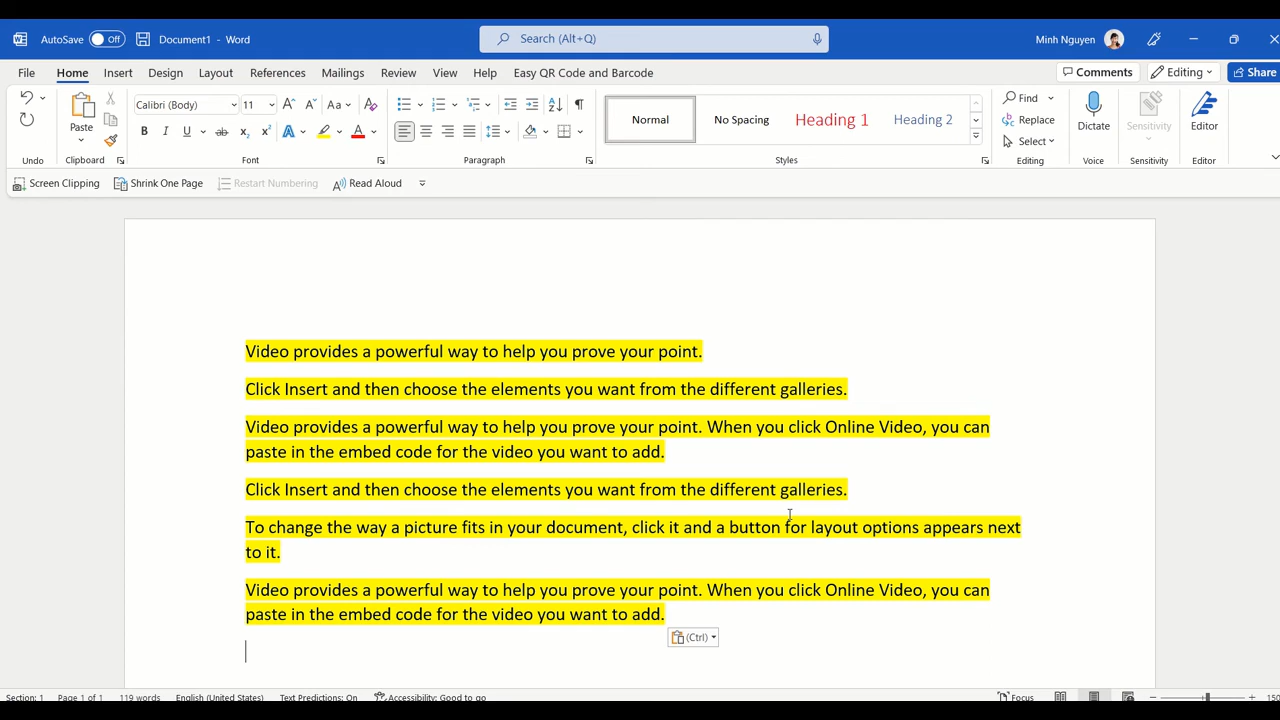 AutoSave Off Document1 - Word Search (Alt+Q) Minh Nguyen
File Home Insert Design Layout References Mailings Review View Help Easy QR Code and Barcode Comments Editing Share
Calibri (Body) 11 Aa Normal No Spacing Heading 1 Heading 2 Find
Paste B I U ab x₂ x² A A Replace Dictate Sensitivity Editor
Select
Undo Clipboard Font Paragraph Styles Editing Voice Sensitivity Editor
Screen Clipping Shrink One Page Restart Numbering Read Aloud
Video provides a powerful way to help you prove your point.
Click Insert and then choose the elements you want from the different galleries.
Video provides a powerful way to help you prove your point. When you click Online Video, you can
paste in the embed code for the video you want to add.
Click Insert and then choose the elements you want from the different galleries.
To change the way a picture fits in your document, click it and a button for layout options appears next
to it.
Video provides a powerful way to help you prove your point. When you click Online Video, you can
paste in the embed code for the video you want to add.
(Ctrl)
Section: 1 Page 1 of 1 119 words English (United States) Text Predictions: On Accessibility: Good to go Focus 150